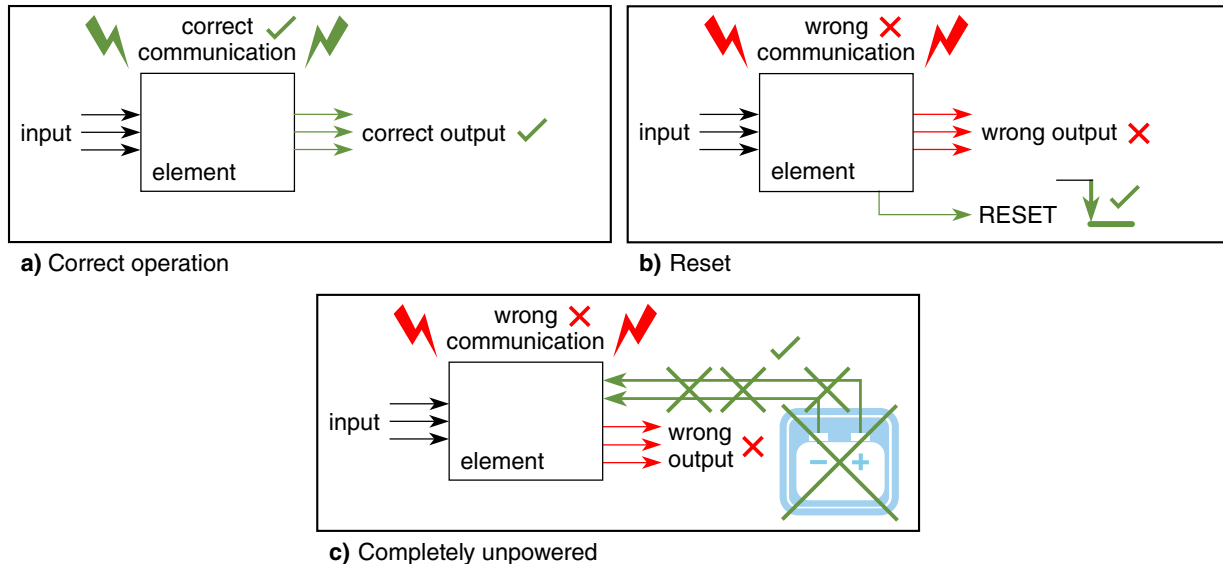 correct
communication
input
correct output
element
a) Correct operation
wrong
communication
input
wrong output
element
RESET
b) Reset
wrong
communication
input
wrong
output
element
− +
c) Completely unpowered